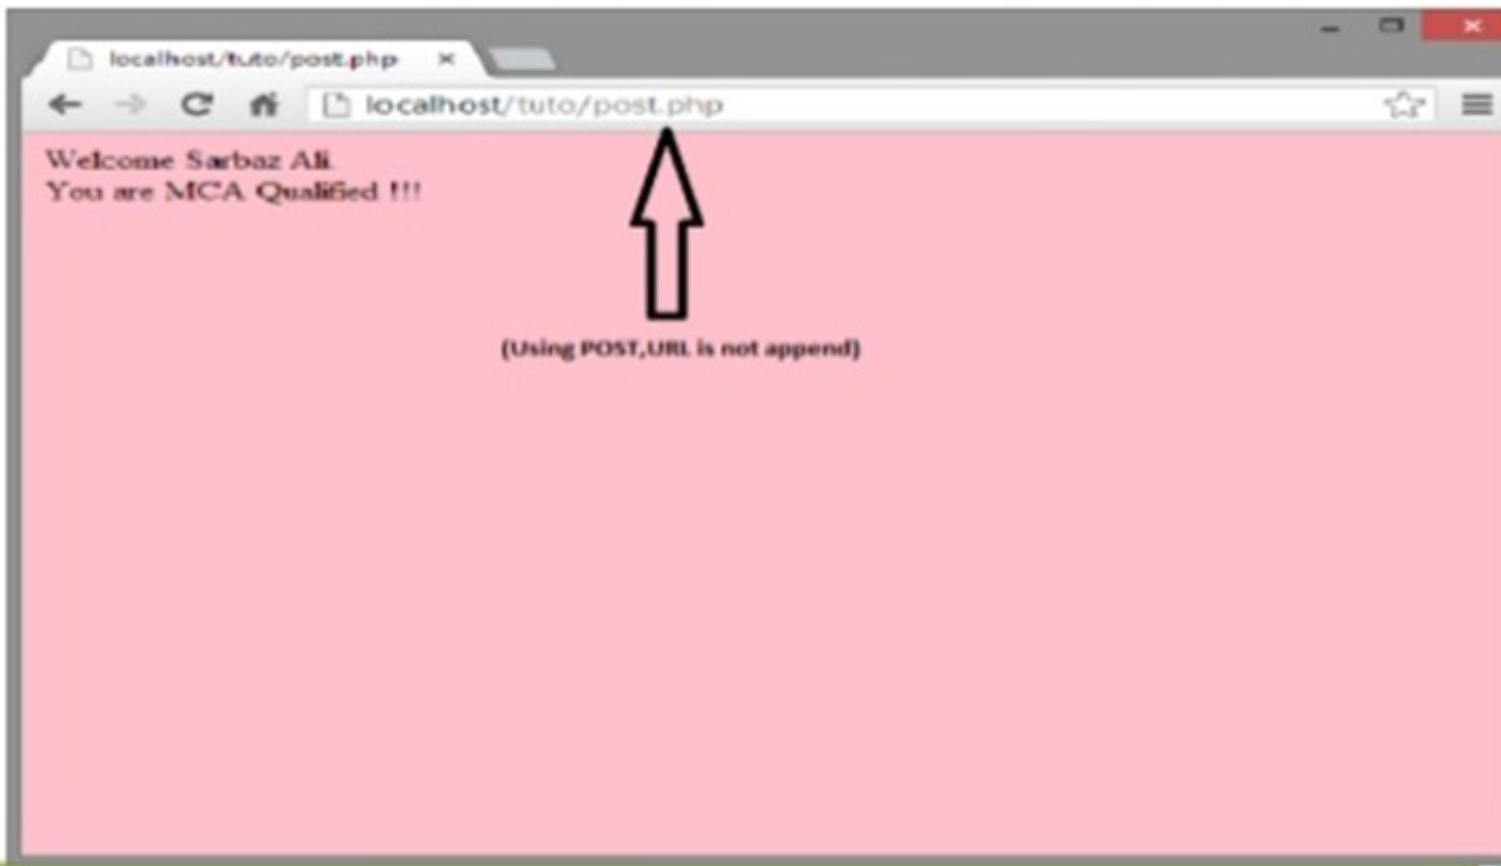 localhost/tuto/post.php
localhost/tuto/post.php
Welcome Sarbaz Ali.
You are MCA Qualified !!!
(Using POST,URL is not append)